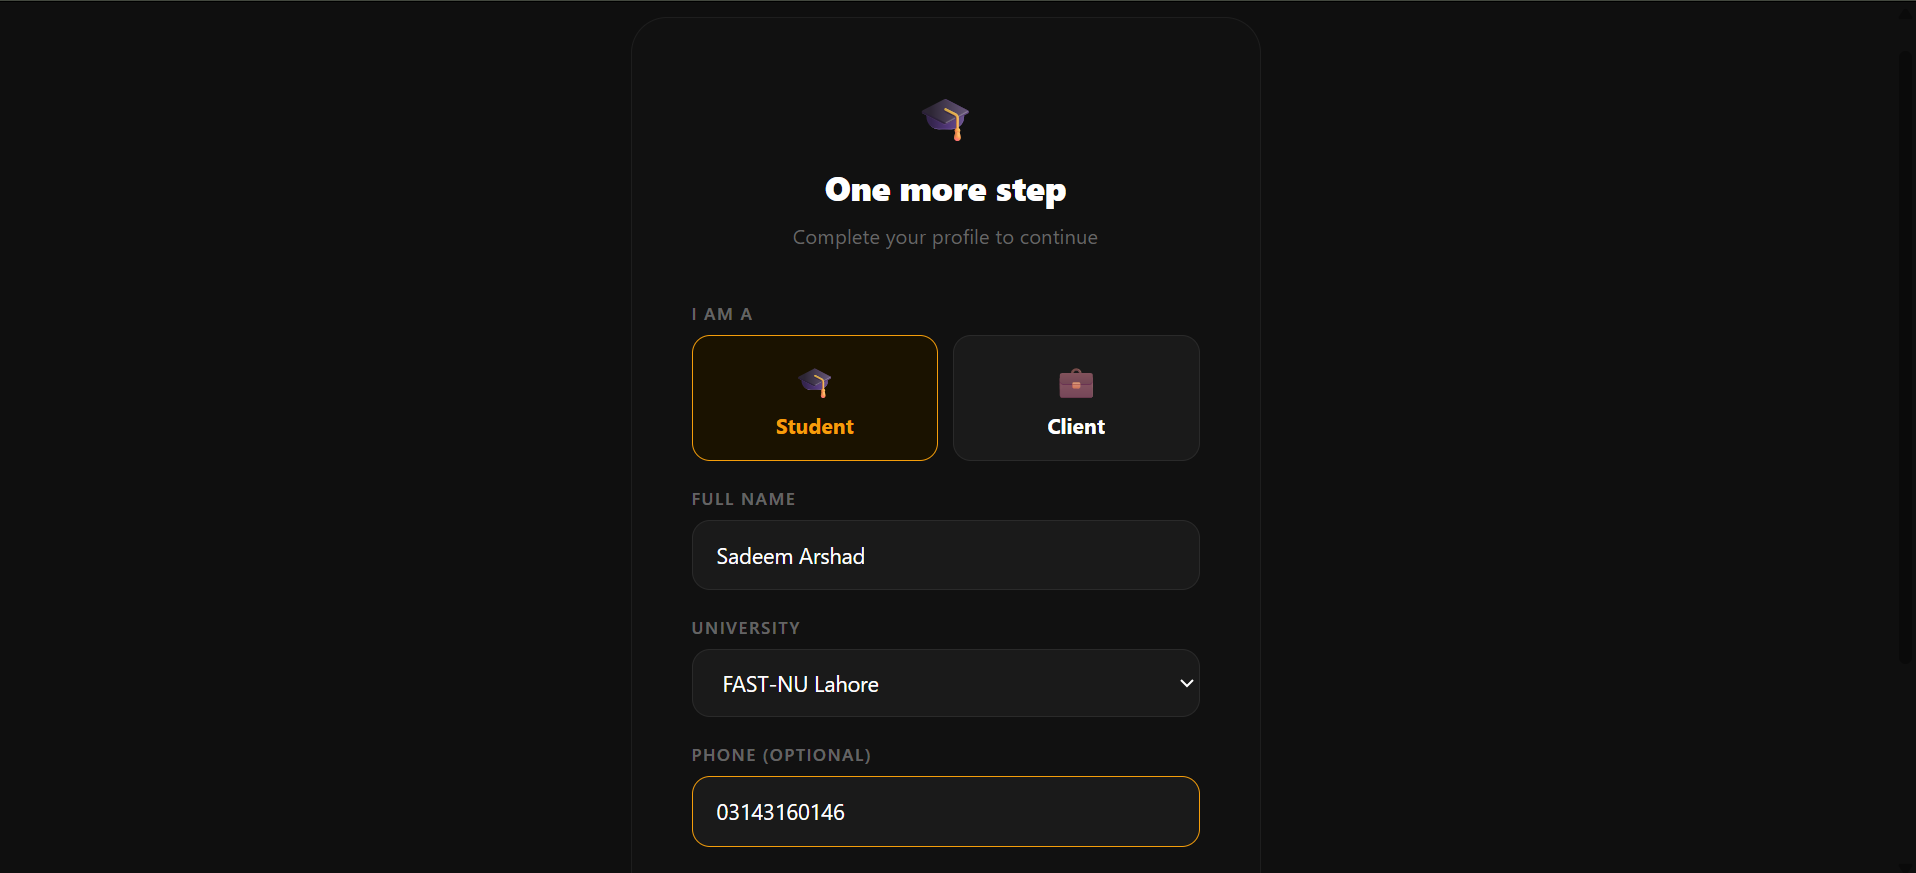 One more step
Complete your profile to continue
I AM A
Student
Client
FULL NAME
Sadeem Arshad
UNIVERSITY
FAST-NU Lahore
PHONE (OPTIONAL)
03143160146